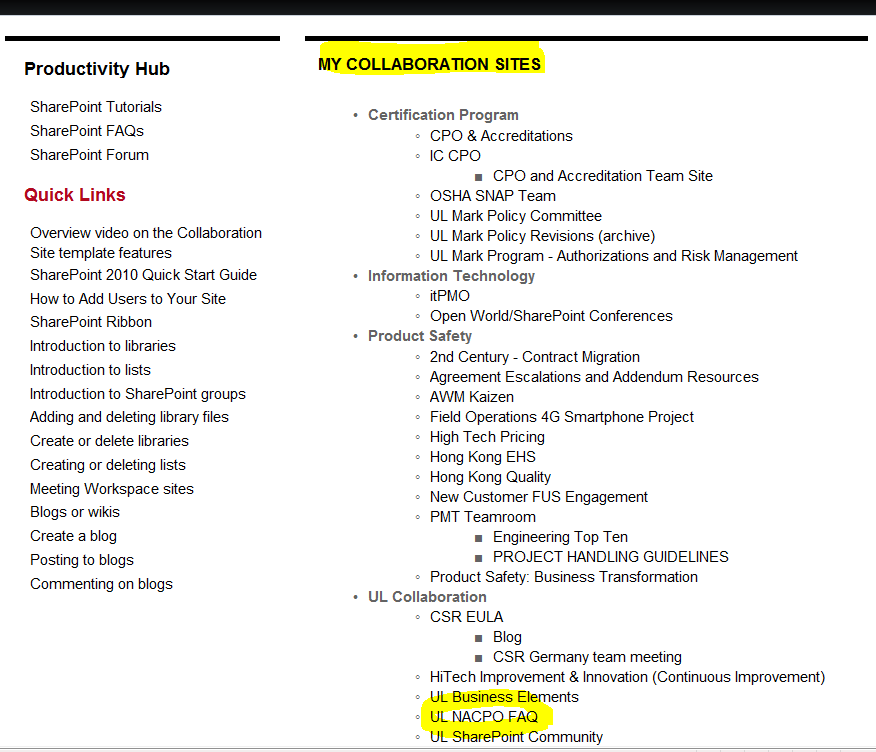 Productivity Hub
SharePoint Tutorials
SharePoint FAQs
SharePoint Forum
Quick Links
Overview video on the Collaboration
Site template features
SharePoint 2010 Quick Start Guide
How to Add Users to Your Site
SharePoint Ribbon
Introduction to libraries
Introduction to lists
Introduction to SharePoint groups
Adding and deleting library files
Create or delete libraries
Creating or deleting lists
Meeting Workspace sites
Blogs or wikis
Create a blog
Posting to blogs
Commenting on blogs
MY COLLABORATION SITES
Certification Program
CPO & Accreditations
IC CPO
CPO and Accreditation Team Site
OSHA SNAP Team
UL Mark Policy Committee
UL Mark Policy Revisions (archive)
UL Mark Program - Authorizations and Risk Management
Information Technology
itPMO
Open World/SharePoint Conferences
Product Safety
2nd Century - Contract Migration
Agreement Escalations and Addendum Resources
AWM Kaizen
Field Operations 4G Smartphone Project
High Tech Pricing
Hong Kong EHS
Hong Kong Quality
New Customer FUS Engagement
PMT Teamroom
Engineering Top Ten
PROJECT HANDLING GUIDELINES
Product Safety: Business Transformation
UL Collaboration
CSR EULA
Blog
CSR Germany team meeting
HiTech Improvement & Innovation (Continuous Improvement)
UL Business Elements
UL NACPO FAQ
UL SharePoint Community